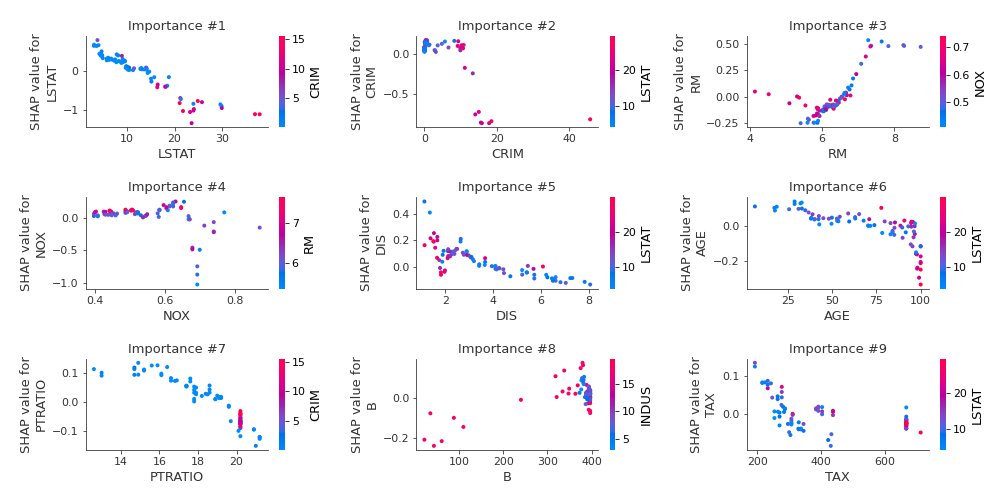 Importance #1
SHAP value for
LSTAT
0
−1
10
20
30
LSTAT
15
10
5
CRIM
Importance #2
SHAP value for
CRIM
0.0
−0.5
0
20
40
CRIM
20
10
LSTAT
Importance #3
SHAP value for
RM
0.50
0.25
0.00
−0.25
4
6
8
RM
0.7
0.6
0.5
NOX
Importance #4
SHAP value for
NOX
0.0
−0.5
−1.0
0.4
0.6
0.8
NOX
7
6
RM
Importance #5
SHAP value for
DIS
0.4
0.2
0.0
2
4
6
8
DIS
20
10
LSTAT
Importance #6
SHAP value for
AGE
0.0
−0.2
25
50
75
100
AGE
20
10
LSTAT
Importance #7
SHAP value for
PTRATIO
0.1
0.0
−0.1
14
16
18
20
PTRATIO
15
10
5
CRIM
Importance #8
SHAP value for
B
0.0
−0.2
100
200
300
400
B
15
10
5
INDUS
Importance #9
SHAP value for
TAX
0.1
0.0
200
400
600
TAX
20
10
LSTAT